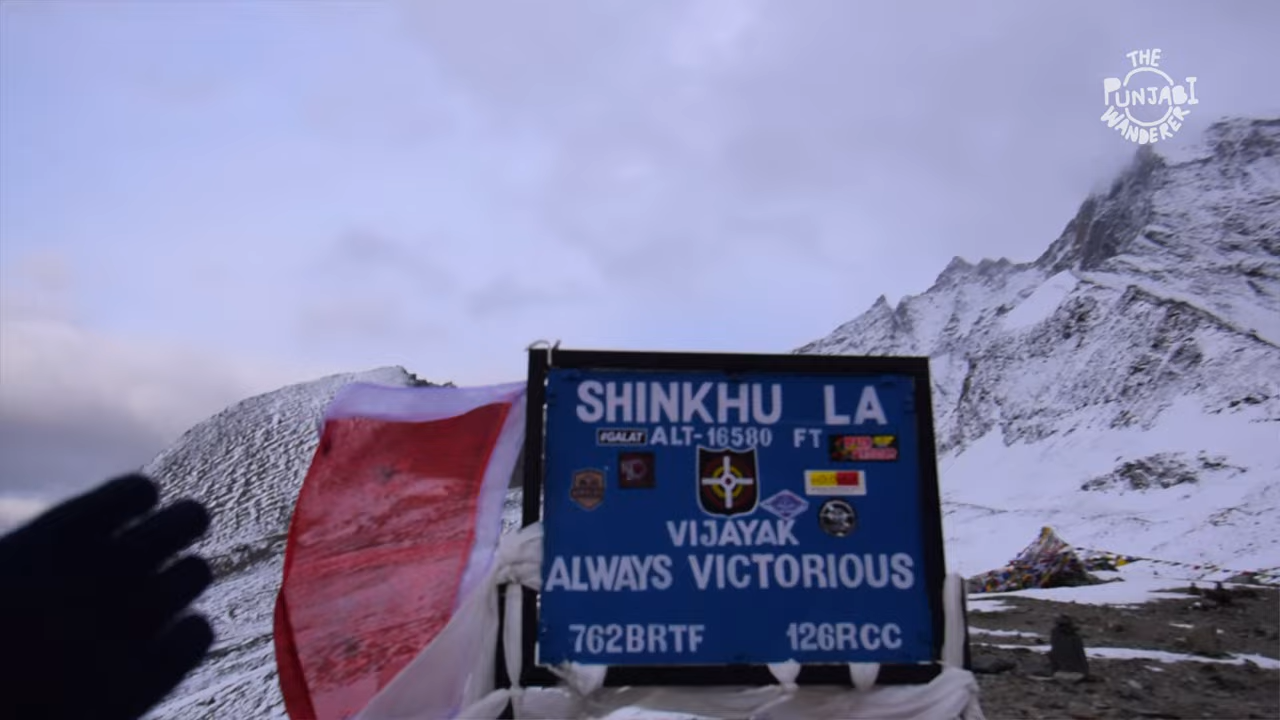 THE
PUNJABI
WANDERER
SHINKHU LA
#GALAT
ALT-16580 FT
VIJAYAK
ALWAYS VICTORIOUS
762BRTF 126RCC